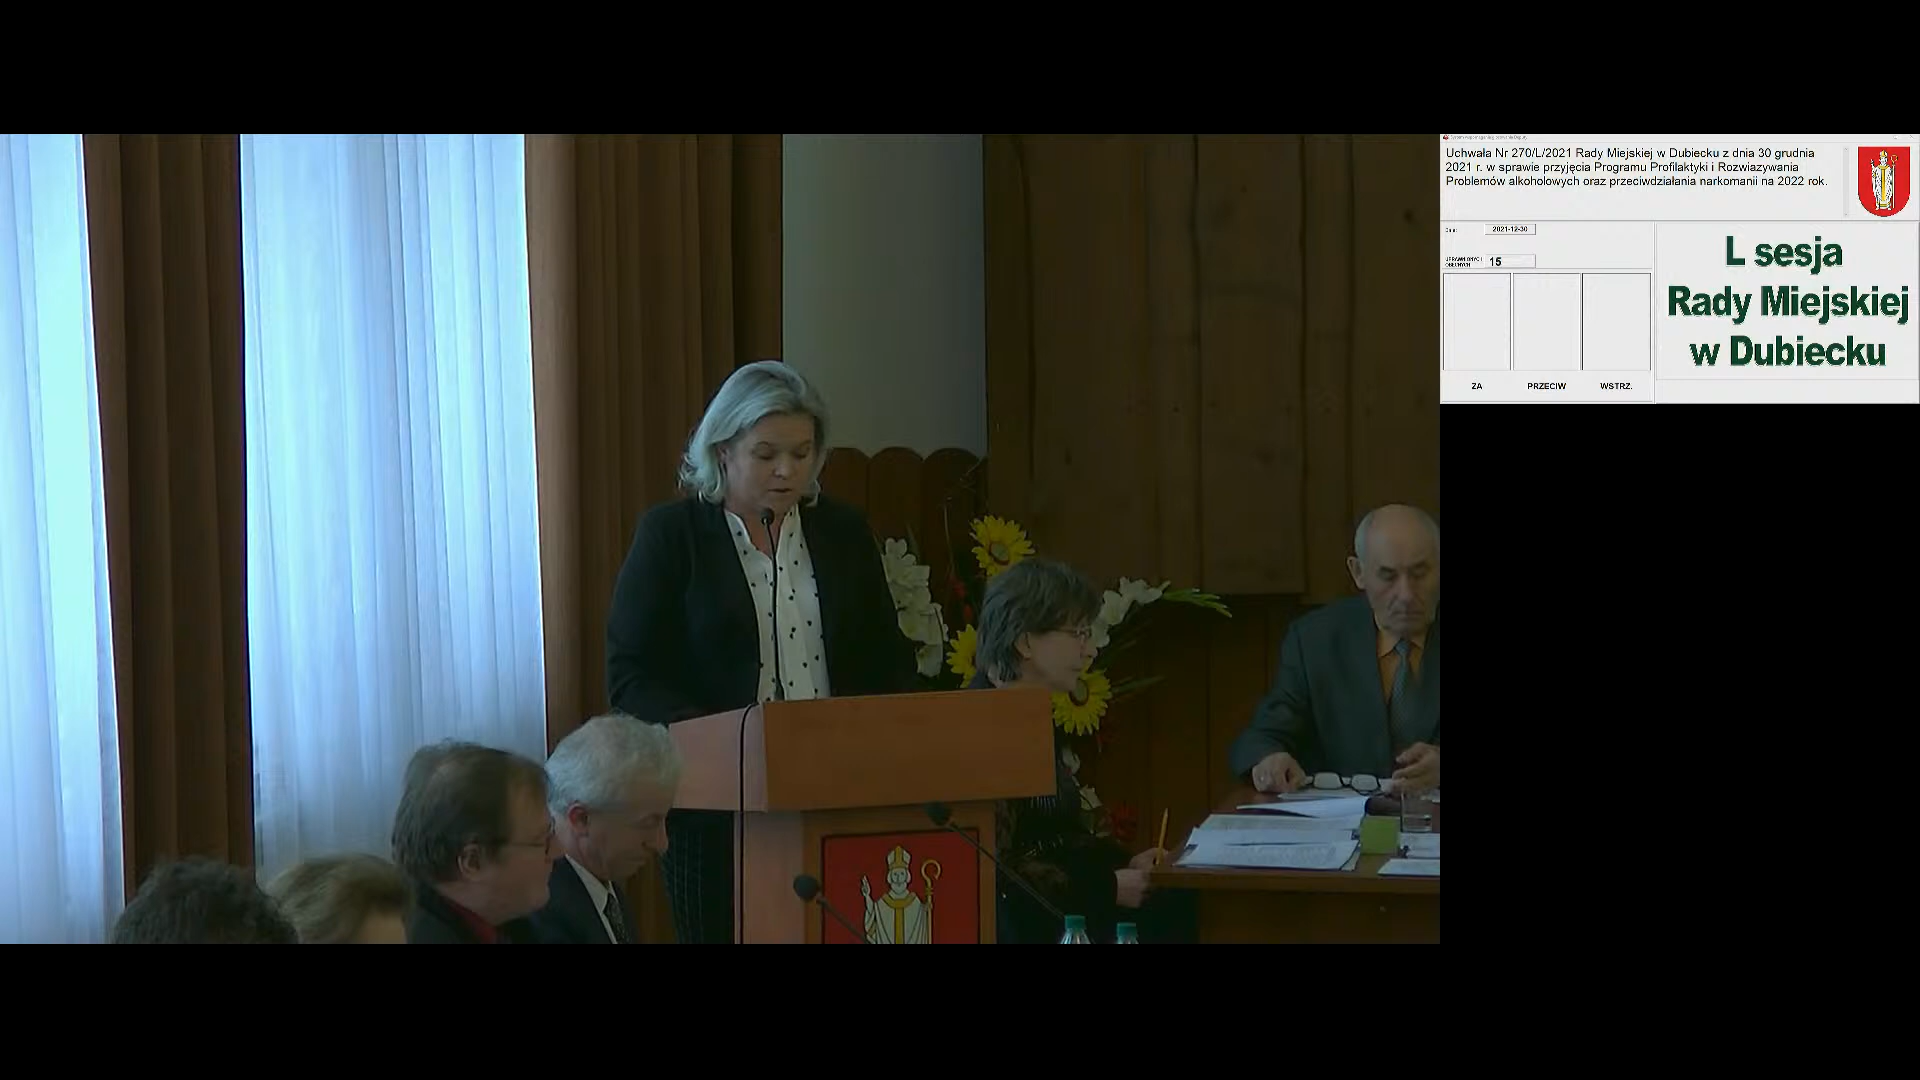 Uchwała Nr 270/L/2021 Rady Miejskiej w Dubiecku z dnia 30 grudnia
2021 r. w sprawie przyjęcia Programu Profilaktyki i Rozwiazywania
Problemów alkoholowych oraz przeciwdziałania narkomanii na 2022 rok.
2021-12-30
15
ZA PRZECIW WSTRZ.
L sesja
Rady Miejskiej
w Dubiecku